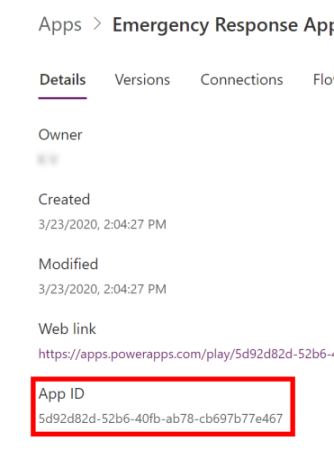 Apps > Emergency Response App
Details Versions Connections Flo
Owner
Created
3/23/2020, 2:04:27 PM
Modified
3/23/2020, 2:04:27 PM
Web link
https://apps.powerapps.com/play/5d92d82d-52b6-4
App ID
5d92d82d-52b6-40fb-ab78-cb697b77e467